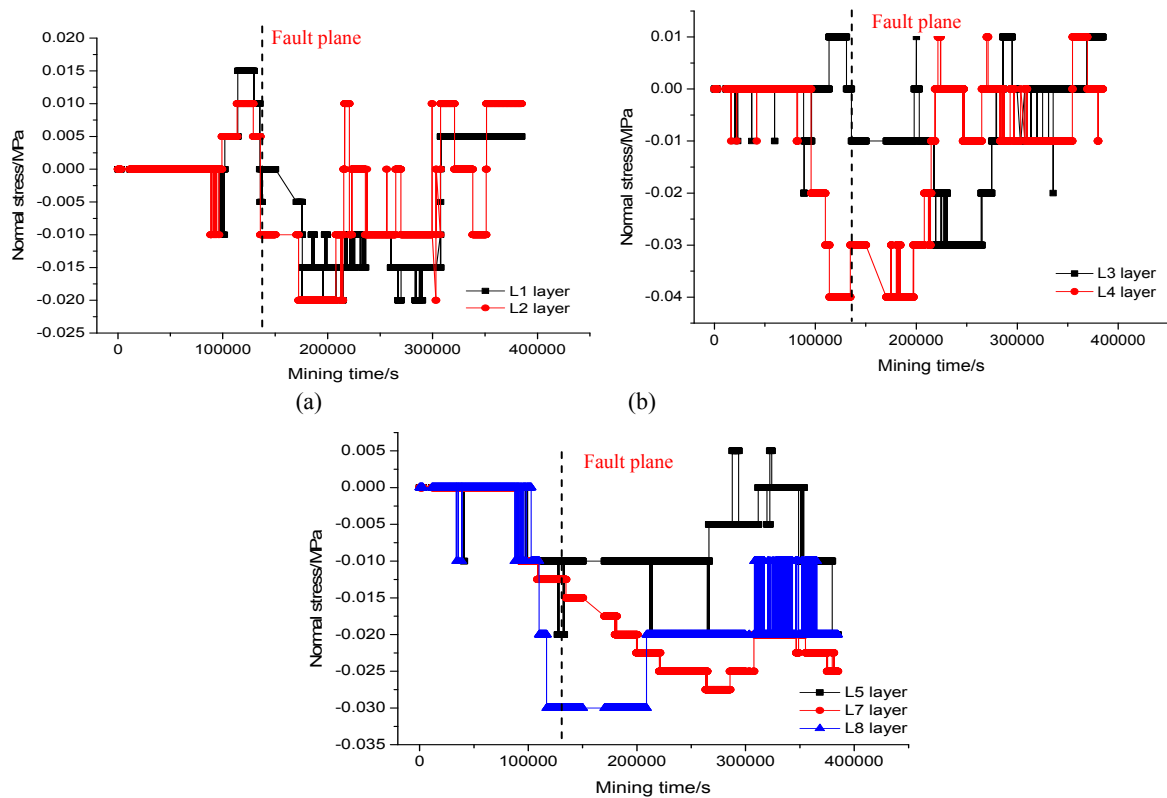 Fault plane
0.020
0.015
0.010
0.005
0.000
-0.005
-0.010
-0.015
-0.020
-0.025
Normal stress/MPa
L1 layer
L2 layer
0 100000 200000 300000 400000
Mining time/s
(a)
Fault plane
0.01
0.00
-0.01
-0.02
-0.03
-0.04
Normal stress/MPa
L3 layer
L4 layer
0 100000 200000 300000 400000
Mining time/s
(b)
Fault plane
0.005
0.000
-0.005
-0.010
-0.015
-0.020
-0.025
-0.030
-0.035
Normal stress/MPa
L5 layer
L7 layer
L8 layer
0 100000 200000 300000 400000
Mining time/s